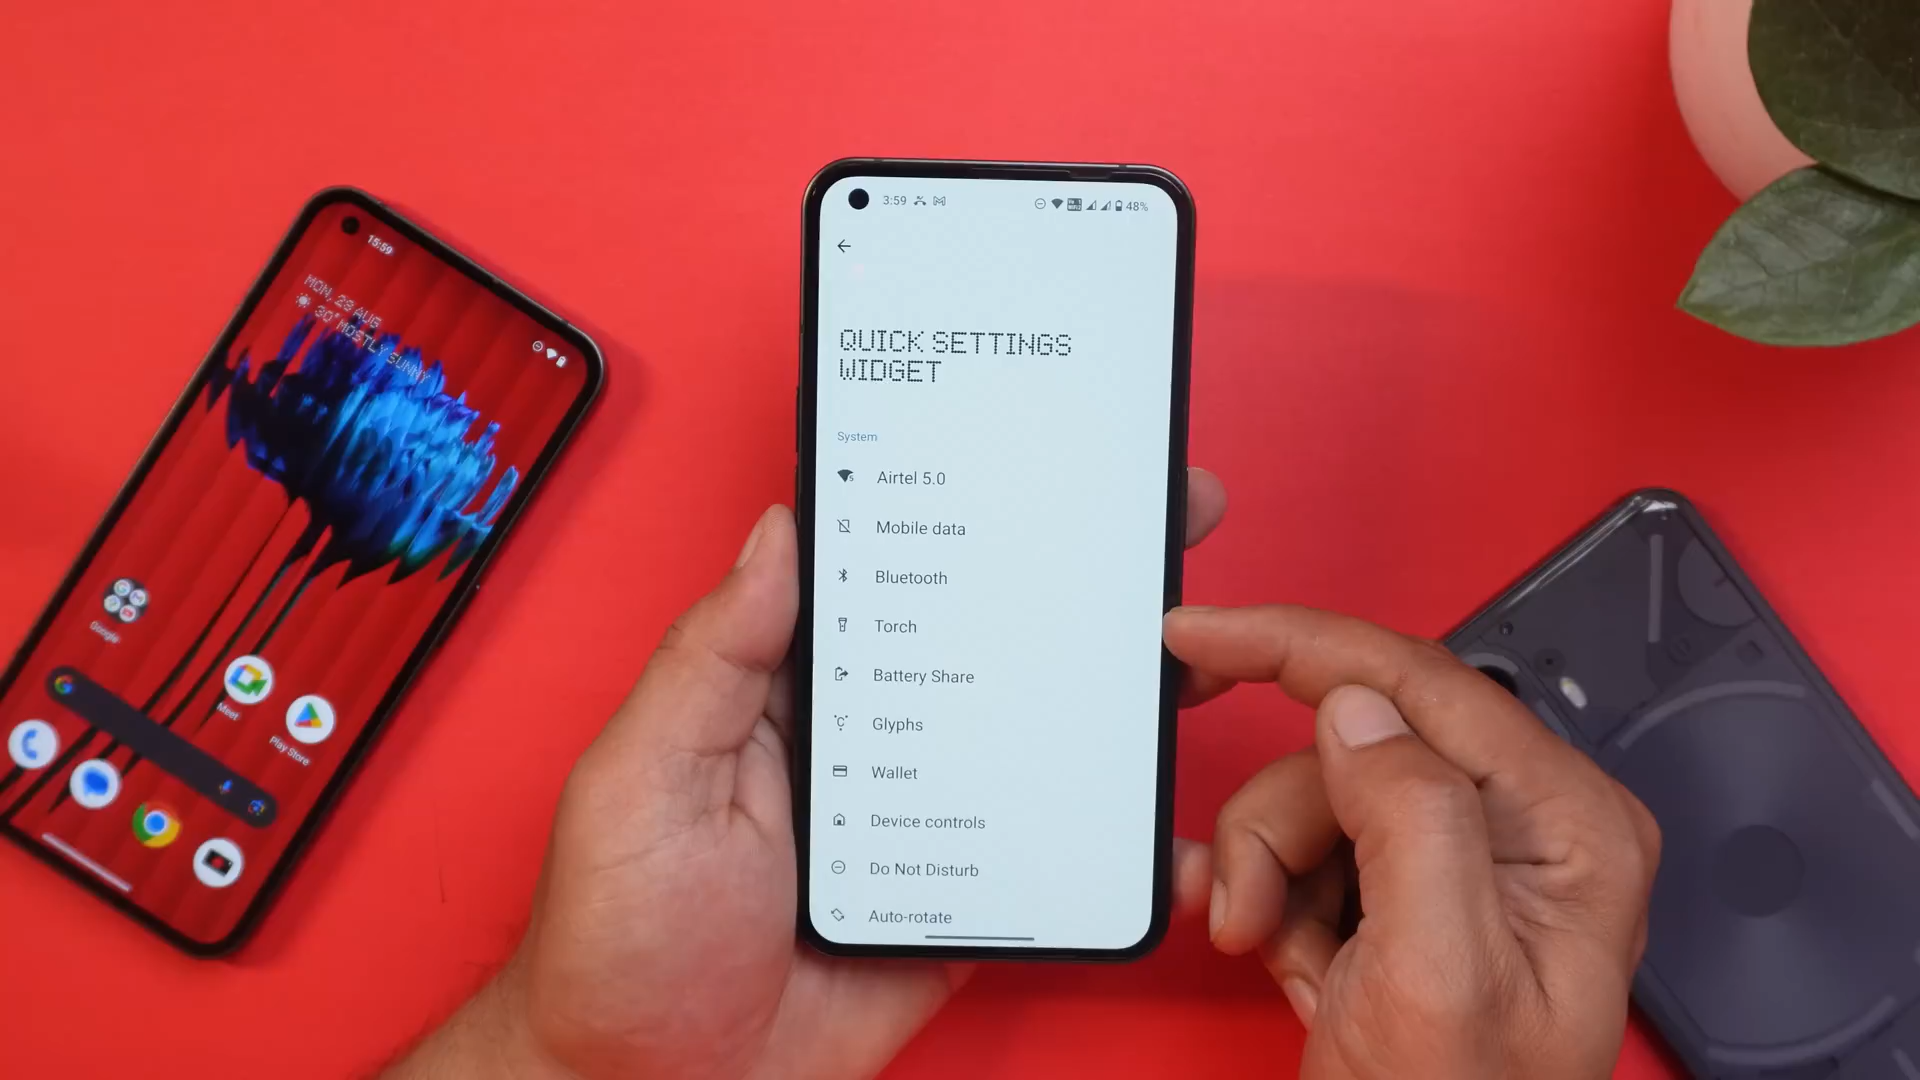 15:59
MON, 28 AUG
30° MOSTLY SUNNY
Google
Meet
Play Store
3:59
48%
QUICK SETTINGS
WIDGET
System
Airtel 5.0
Mobile data
Bluetooth
Torch
Battery Share
Glyphs
Wallet
Device controls
Do Not Disturb
Auto-rotate